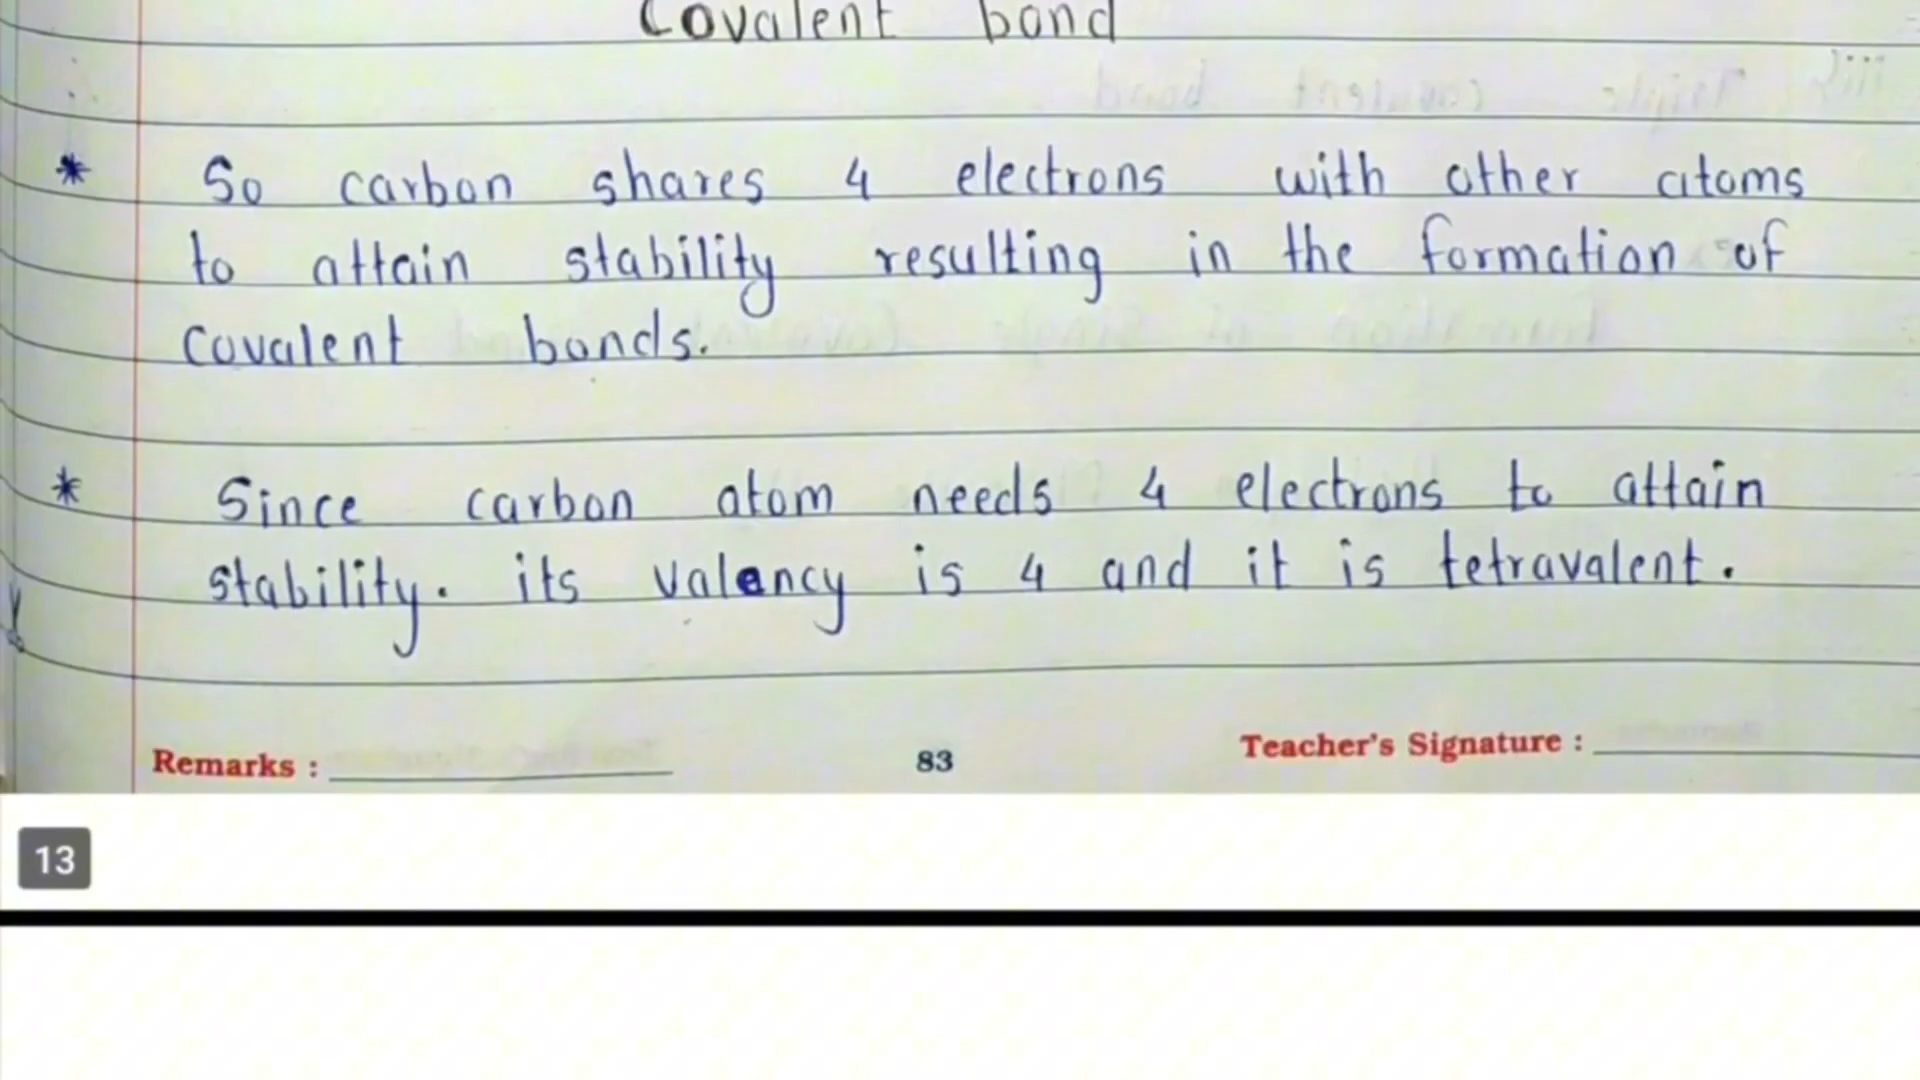 Covalent bond
* So carbon shares 4 electrons with other atoms
to attain stability resulting in the formation of
covalent bonds.
* Since carbon atom needs 4 electrons to attain
stability. its valency is 4 and it is tetravalent.
Remarks : 83 Teacher's Signature :
13